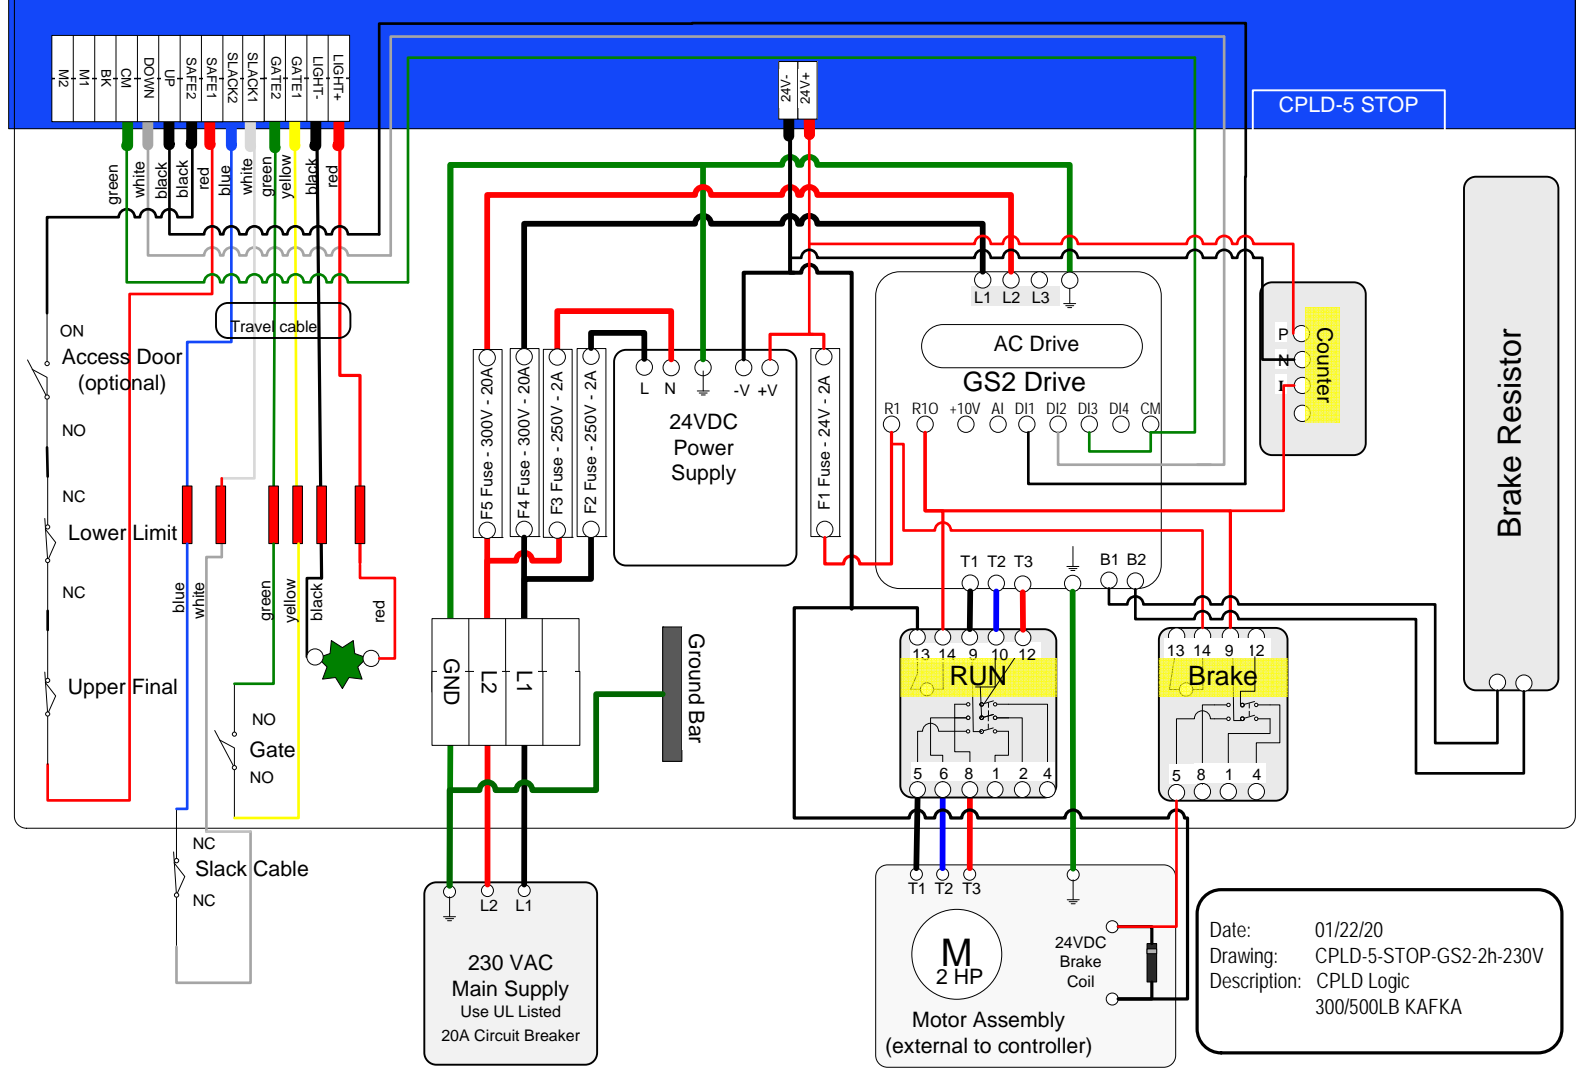 M2
M1
BK
CM
DOWN
UP
SAFE2
SAFE1
SLACK2
SLACK1
GATE2
GATE1
LIGHT-
LIGHT+
24V-
24V+
CPLD-5 STOP
green
white
black
black
red
blue
white
green
yellow
black
red
Travel cable
ON
Access Door
(optional)
NO
NC
Lower Limit
NC
Upper Final
blue
white
green
yellow
black
red
NO
Gate
NO
NC
Slack Cable
NC
F5 Fuse - 300V - 20A
F4 Fuse - 300V - 20A
F3 Fuse - 250V - 2A
F2 Fuse - 250V - 2A
L N -V +V
24VDC
Power
Supply
F1 Fuse - 24V - 2A
L1 L2 L3
AC Drive
GS2 Drive
R1 R1O +10V AI DI1 DI2 DI3 DI4 CM
T1 T2 T3 B1 B2
P
N
I
Counter
Brake Resistor
GND
L2
L1
Ground Bar
13 14 9 10 12
RUN
5 6 8 1 2 4
13 14 9 12
Brake
5 8 1 4
L2 L1
230 VAC
Main Supply
Use UL Listed
20A Circuit Breaker
T1 T2 T3
M
2 HP
24VDC
Brake
Coil
Motor Assembly
(external to controller)
Date: 01/22/20
Drawing: CPLD-5-STOP-GS2-2h-230V
Description: CPLD Logic
300/500LB KAFKA